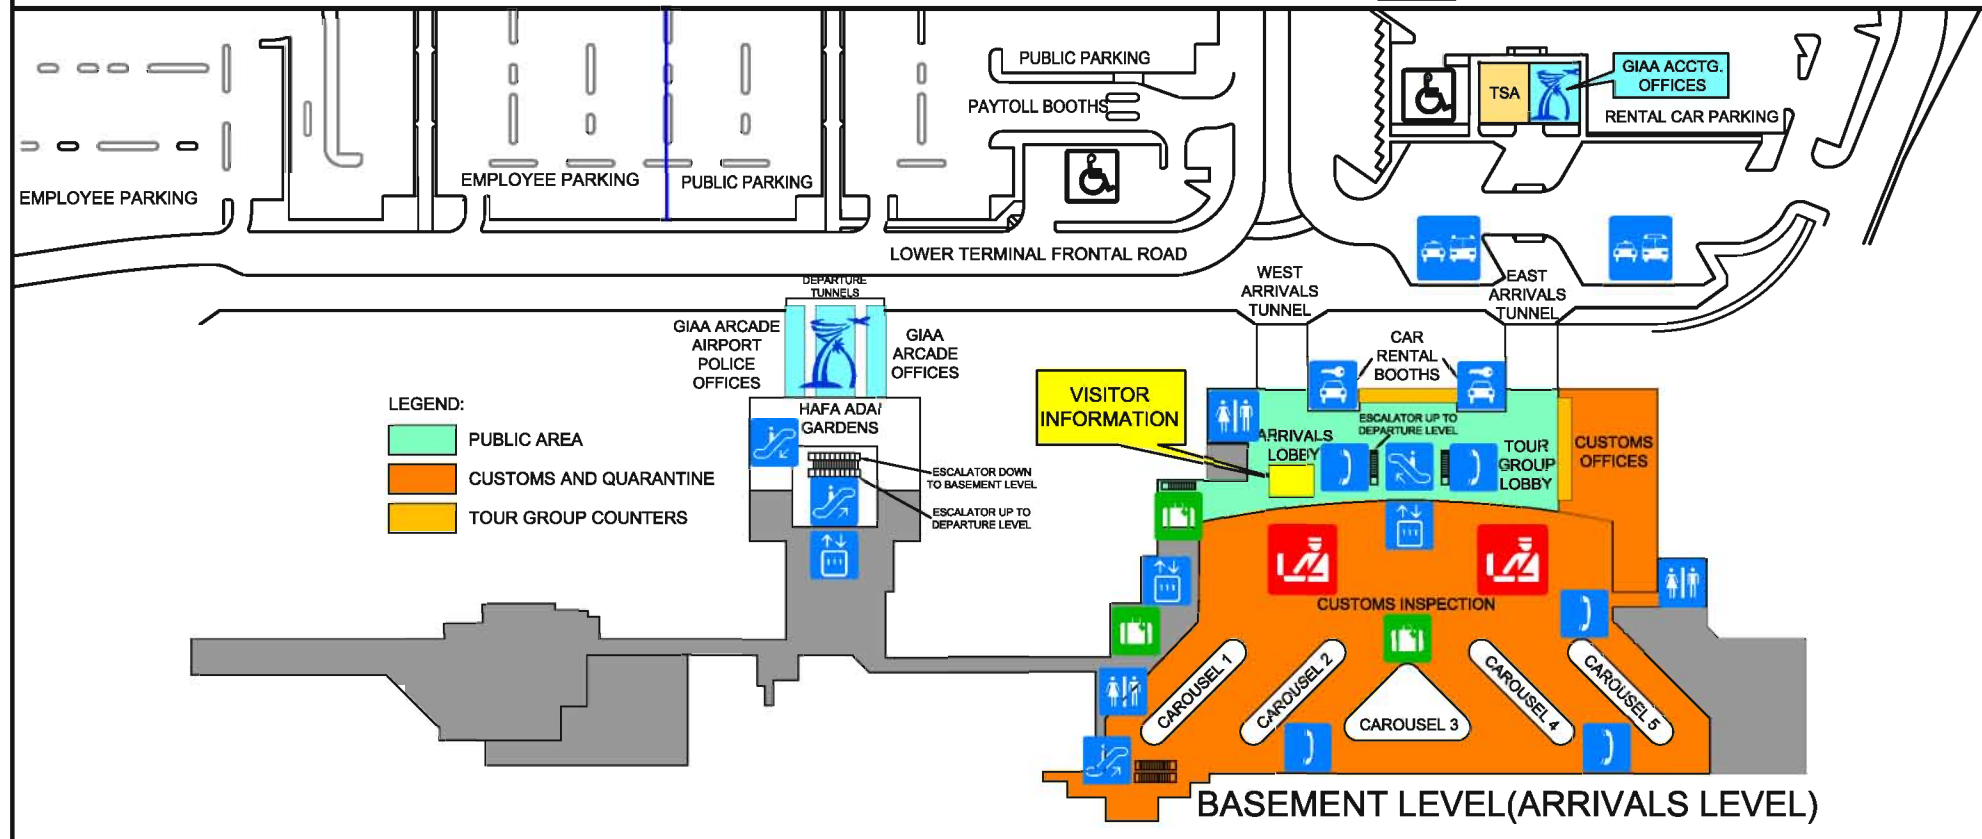 PUBLIC PARKING
PAYTOLL BOOTHS
TSA
GIAA ACCTG.
OFFICES
RENTAL CAR PARKING
EMPLOYEE PARKING
EMPLOYEE PARKING
PUBLIC PARKING
LOWER TERMINAL FRONTAL ROAD
WEST
ARRIVALS
TUNNEL
EAST
ARRIVALS
TUNNEL
DEPARTURE
TUNNELS
GIAA ARCADE
AIRPORT
POLICE
OFFICES
GIAA
ARCADE
OFFICES
CAR
RENTAL
BOOTHS
VISITOR
INFORMATION
LEGEND:
PUBLIC AREA
CUSTOMS AND QUARANTINE
TOUR GROUP COUNTERS
HAFA ADAI
GARDENS
ESCALATOR DOWN
TO BASEMENT LEVEL
ESCALATOR UP TO
DEPARTURE LEVEL
ARRIVALS
LOBBY
ESCALATOR UP TO
DEPARTURE LEVEL
TOUR
GROUP
LOBBY
CUSTOMS
OFFICES
CUSTOMS INSPECTION
CAROUSEL 1
CAROUSEL 2
CAROUSEL 3
CAROUSEL 4
CAROUSEL 5
BASEMENT LEVEL(ARRIVALS LEVEL)